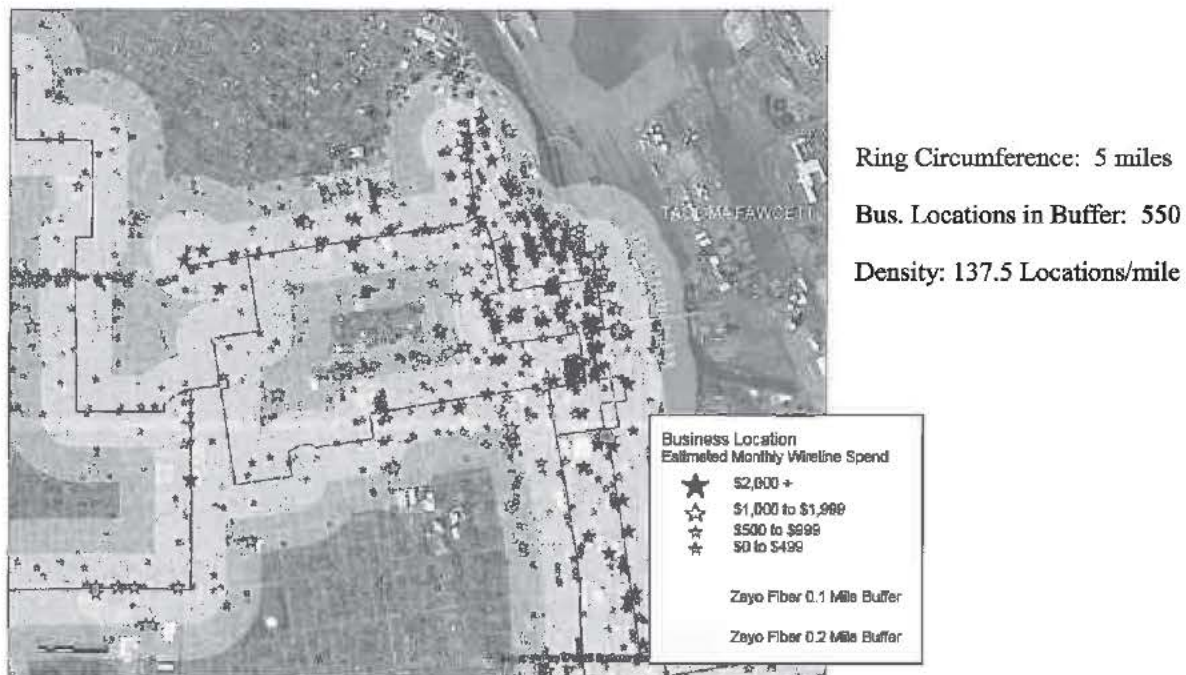 Ring Circumference: 5 miles
Bus. Locations in Buffer: 550
Density: 137.5 Locations/mile
TACOMA FAWCETT
Business Location
Estimated Monthly Wireline Spend
$2,000 +
$1,000 to $1,999
$500 to $999
$0 to $499
Zayo Fiber 0.1 Mile Buffer
Zayo Fiber 0.2 Mile Buffer